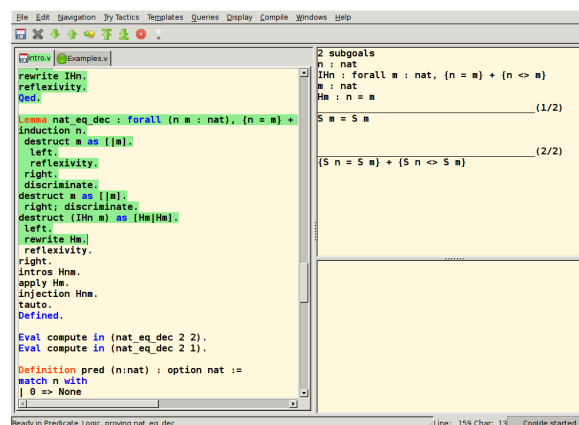 File Edit Navigation Try Tactics Templates Queries Display Compile Windows Help
Intro.v Examples.v
rewrite IHn.
reflexivity.
Qed.
Lemma nat_eq_dec : forall (n m : nat), {n = m} +
induction n.
destruct m as [|m].
left.
reflexivity.
right.
discriminate.
destruct m as [|m].
right; discriminate.
destruct (IHn m) as [Hm|Hm].
left.
rewrite Hm.
reflexivity.
right.
intros Hnm.
apply Hm.
injection Hnm.
tauto.
Defined.
Eval compute in (nat_eq_dec 2 2).
Eval compute in (nat_eq_dec 2 1).
Definition pred (n:nat) : option nat :=
match n with
| 0 => None
2 subgoals
n : nat
IHn : forall m : nat, {n = m} + {n <> m}
m : nat
Hm : n = m
(1/2)
S m = S m
(2/2)
{S n = S m} + {S n <> S m}
Ready in Predicate_Logic, proving nat_eq_dec
Line: 159 Char: 13 CoqIde started